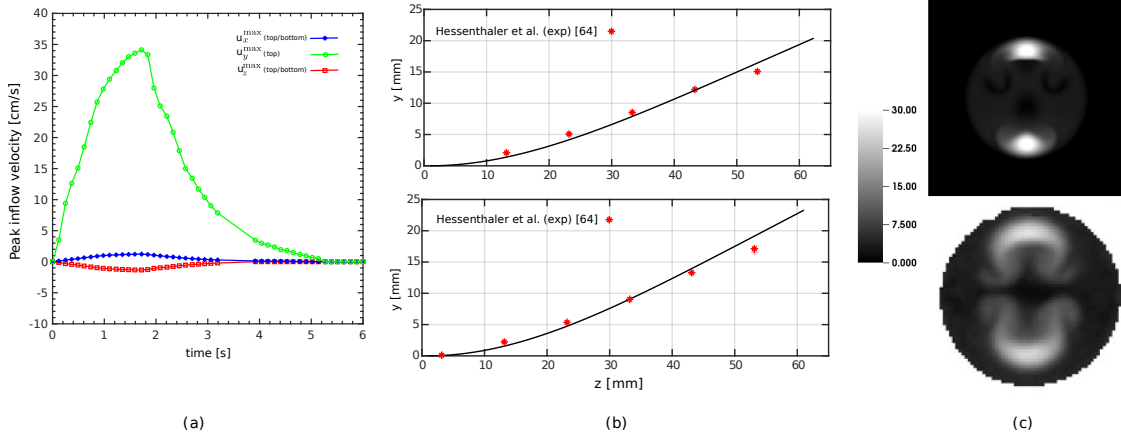 Peak inflow velocity [cm/s]
40
35
30
25
20
15
10
5
0
-5
-10
0 1 2 3 4 5 6
time [s]
u_x^max (top/bottom)
u_y^max (top)
u_z^max (top/bottom)
(a)
y [mm]
25
20
15
10
5
0
Hessenthaler et al. (exp) [64]
0 10 20 30 40 50 60
y [mm]
25
20
15
10
5
0
Hessenthaler et al. (exp) [64]
0 10 20 30 40 50 60
z [mm]
(b)
30.00
22.50
15.00
7.500
0.000
(c)